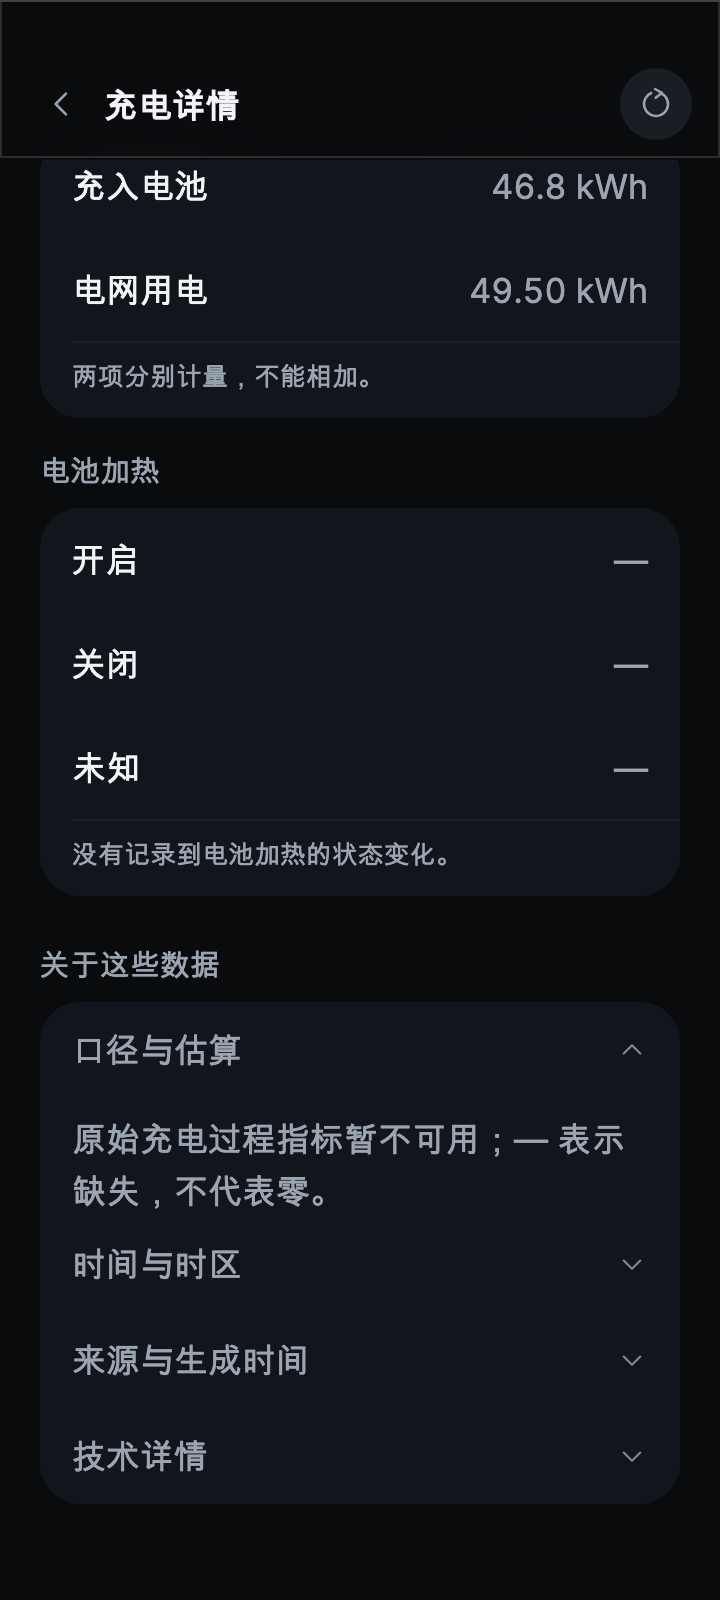 充电详情
充入电池 46.8 kWh
电网用电 49.50 kWh
两项分别计量，不能相加。
电池加热
开启 —
关闭 —
未知 —
没有记录到电池加热的状态变化。
关于这些数据
口径与估算
原始充电过程指标暂不可用；— 表示
缺失，不代表零。
时间与时区
来源与生成时间
技术详情